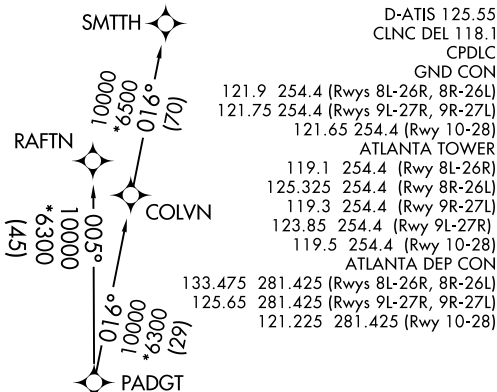 SMTTH
10000
*6500
016°
(70)
RAFTN
005°
10000
*6300
(45)
COLVN
016°
10000
*6300
(29)
PADGT
D-ATIS 125.55
CLNC DEL 118.1
CPDLC
GND CON
121.9 254.4 (Rwys 8L-26R, 8R-26L)
121.75 254.4 (Rwys 9L-27R, 9R-27L)
121.65 254.4 (Rwy 10-28)
ATLANTA TOWER
119.1 254.4 (Rwy 8L-26R)
125.325 254.4 (Rwy 8R-26L)
119.3 254.4 (Rwy 9R-27L)
123.85 254.4 (Rwy 9L-27R)
119.5 254.4 (Rwy 10-28)
ATLANTA DEP CON
133.475 281.425 (Rwys 8L-26R, 8R-26L)
125.65 281.425 (Rwys 9L-27R, 9R-27L)
121.225 281.425 (Rwy 10-28)